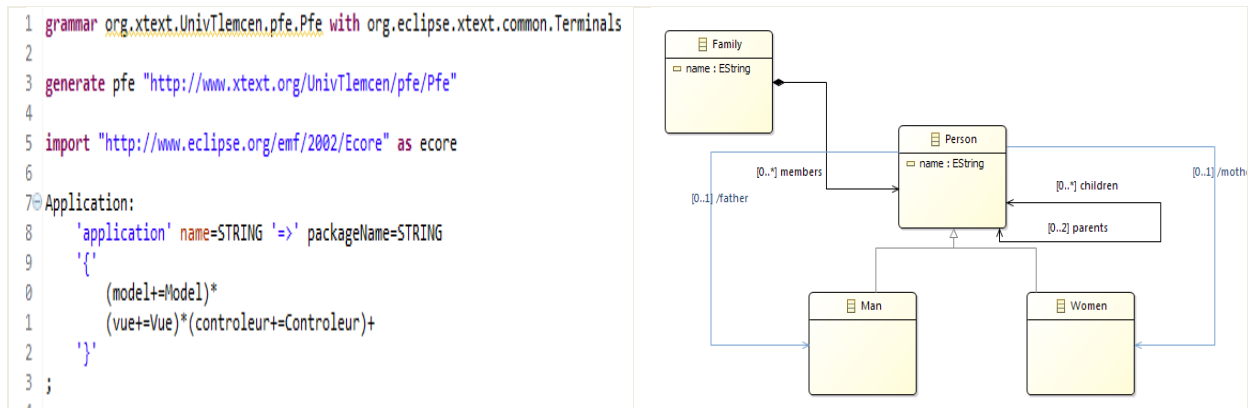 1 grammar org.xtext.UnivTlemcen.pfe.Pfe with org.eclipse.xtext.common.Terminals
2
3 generate pfe "http://www.xtext.org/UnivTlemcen/pfe/Pfe"
4
5 import "http://www.eclipse.org/emf/2002/Ecore" as ecore
6
7 Application:
8 'application' name=STRING '=>' packageName=STRING
9 '{'
0 (model+=Model)*
1 (vue+=Vue)*(controleur+=Controleur)+
2 '}'
3 ;
Family
name : EString
Person
name : EString
[0..*] members
[0..1] /father
[0..*] children
[0..1] /moth
[0..2] parents
Man
Women